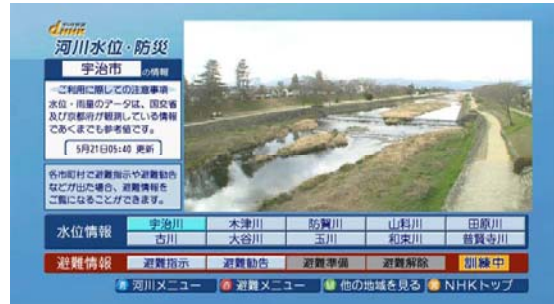 河川水位・防災
宇治市の情報
ご利用に際しての注意事項
水位・雨量のデータは、国交省
及び京都府が観測している情報
であくまでも参考値です。
5月21日05:40 更新
各市町村で避難指示や避難勧告
などが出た場合、避難情報を
ご覧になることができます。
水位情報 宇治川 木津川 防賀川 山科川 田原川
古川 大谷川 玉川 和束川 普賢寺川
避難情報 避難指示 避難勧告 避難準備 避難解除 訓練中
青 河川メニュー 赤 避難メニュー 緑 他の地域を見る 黄 NHKトップ